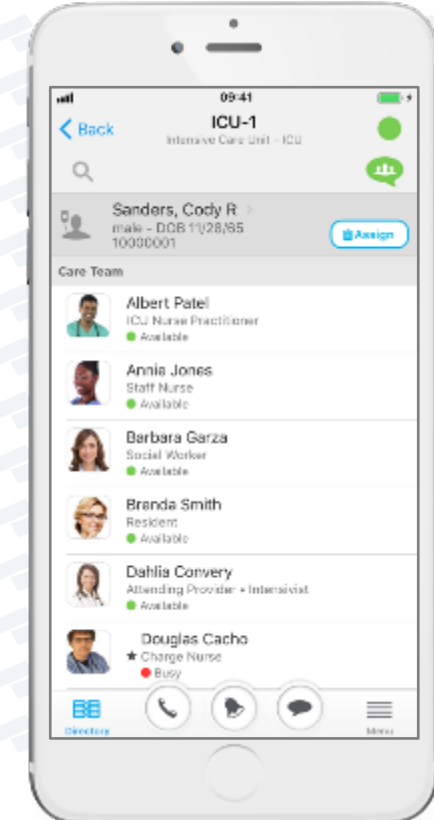 09:41
Back
ICU-1
Intensive Care Unit - ICU
Sanders, Cody R
male - DOB 11/28/65
10000001
Assign
Care Team
Albert Patel
ICU Nurse Practitioner
Available
Annie Jones
Staff Nurse
Available
Barbara Garza
Social Worker
Available
Brenda Smith
Resident
Available
Dahlia Convery
Attending Provider • Intensivist
Available
Douglas Cacho
Charge Nurse
Busy
Directory
Menu